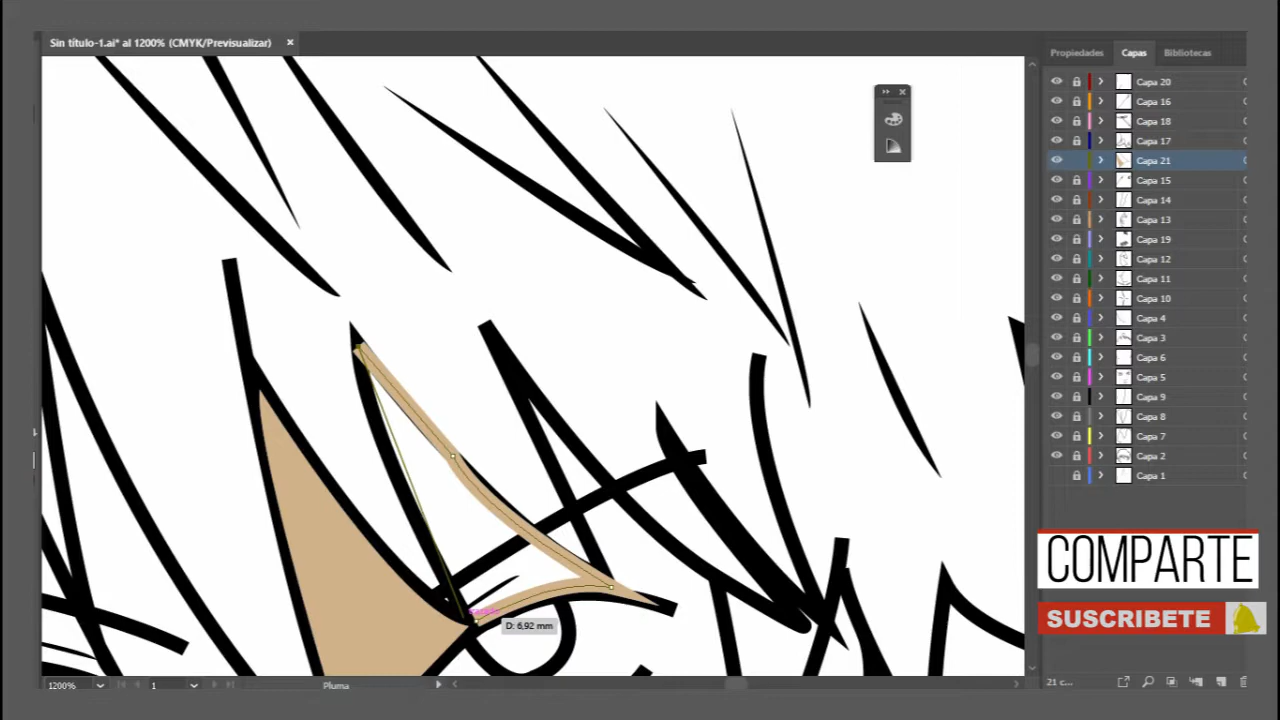 Sin título-1.ai* al 1200% (CMYK/Previsualizar)
Propiedades
Capas
Bibliotecas
Capa 20
Capa 16
Capa 18
Capa 17
Capa 21
Capa 15
Capa 14
Capa 13
Capa 19
Capa 12
Capa 11
Capa 10
Capa 4
Capa 3
Capa 6
Capa 5
Capa 9
Capa 8
Capa 7
Capa 2
Capa 1
COMPARTE
SUSCRIBETE
D: 6,92 mm
1200%
1
Pluma
21 c...